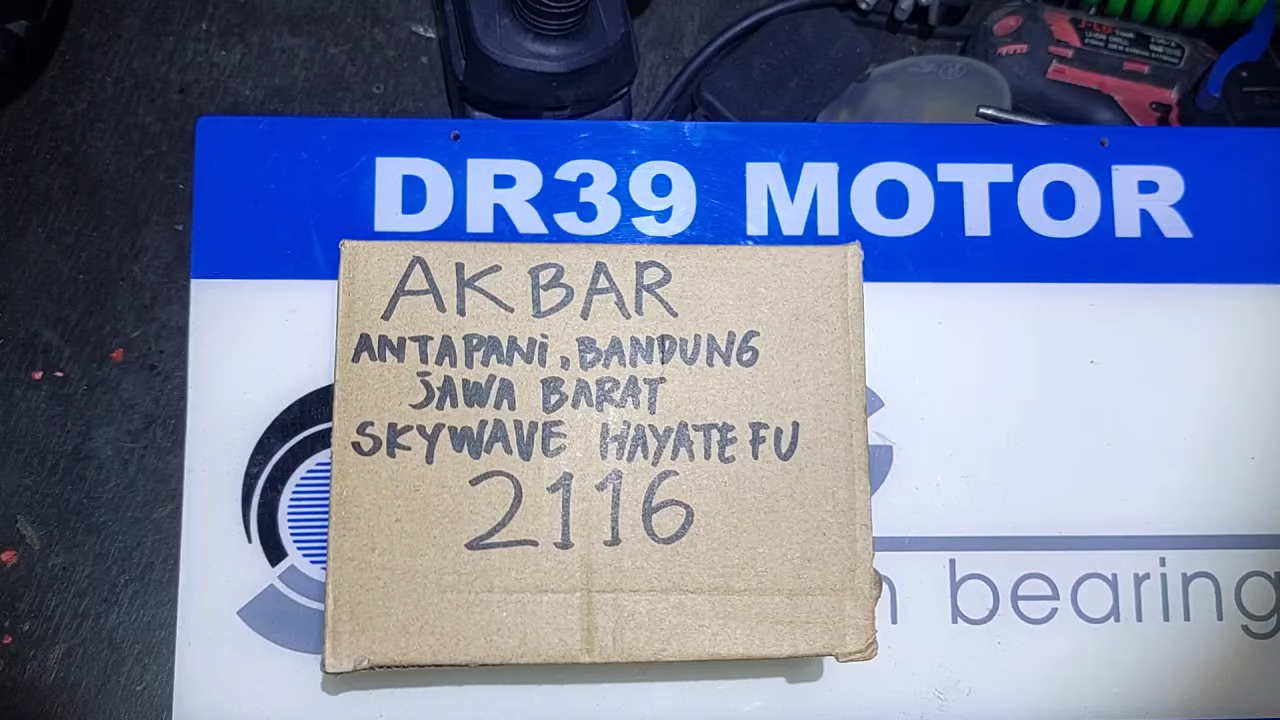 DR39 MOTOR
AKBAR
ANTAPANi, BANDUNG
JAWA BARAT
SKYWAVE HAYATE FU
2116
bearing